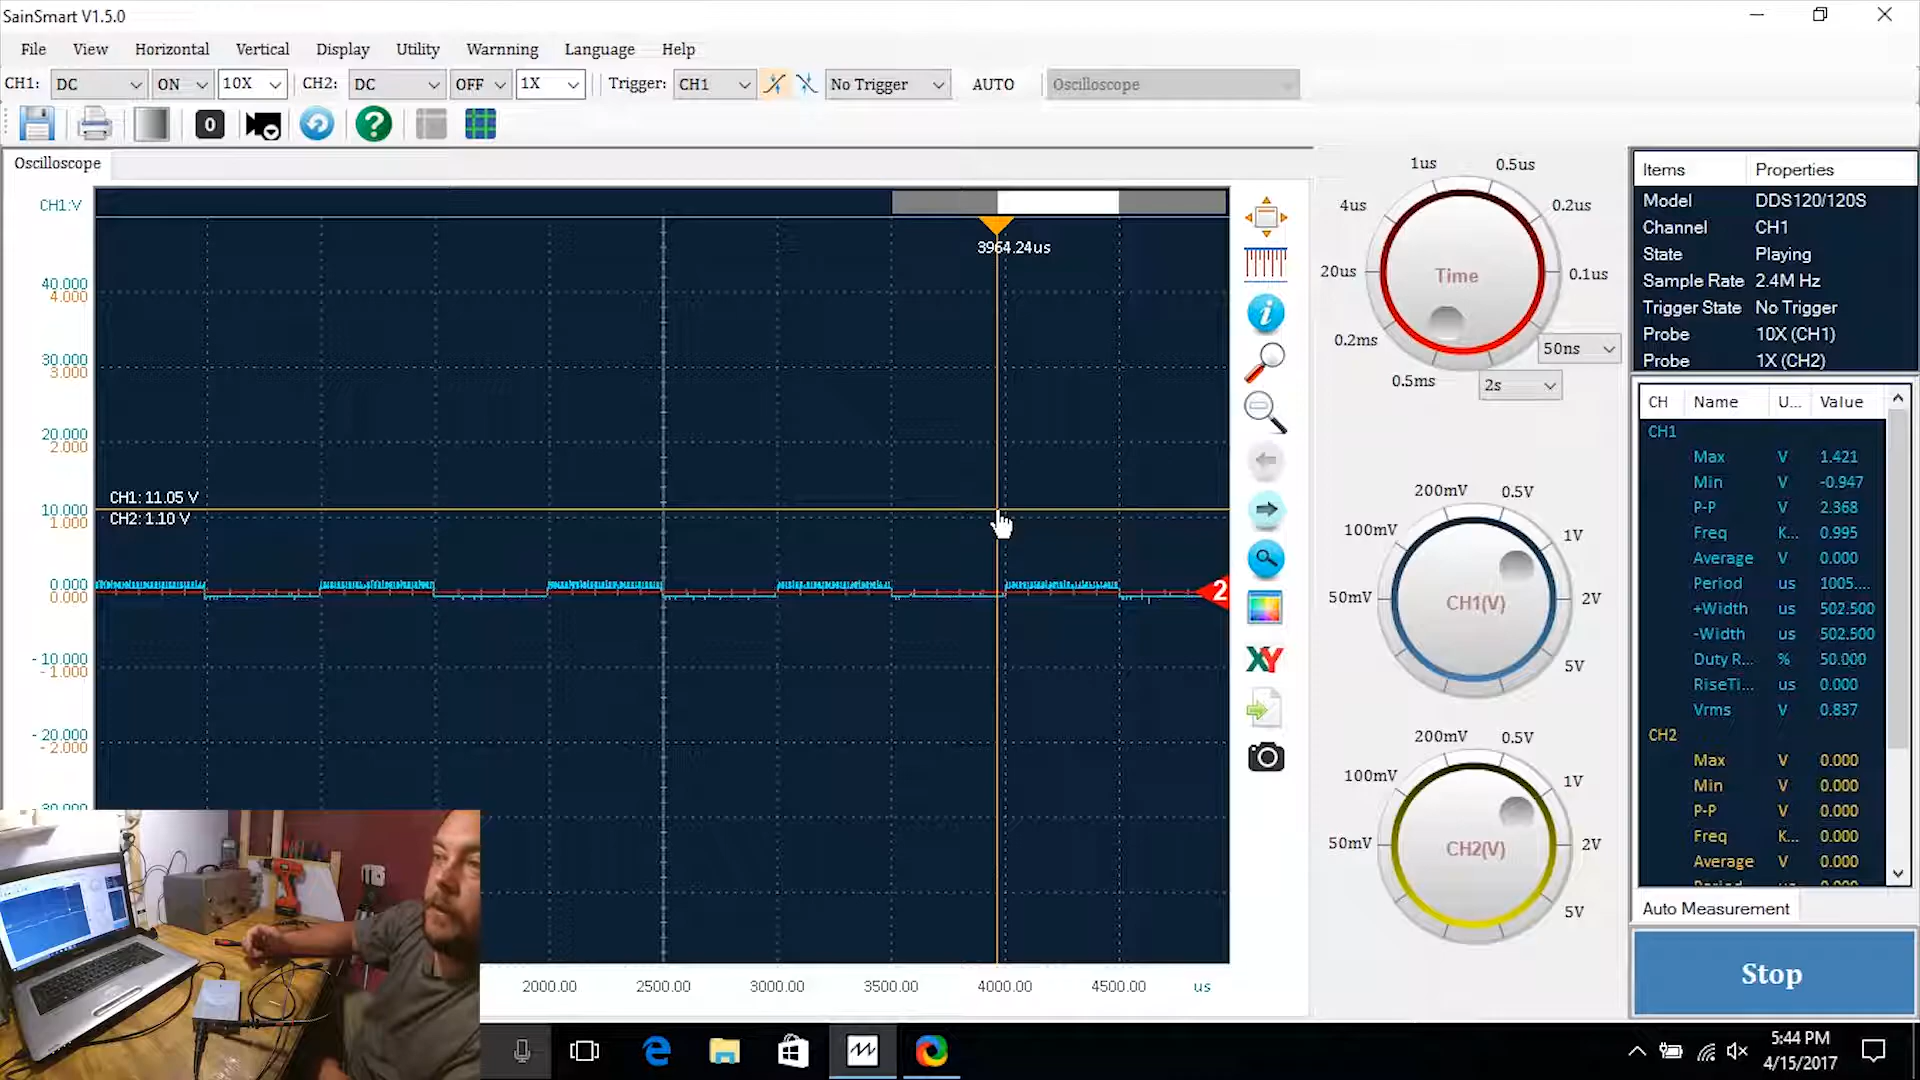 SainSmart V1.5.0
File View Horizontal Vertical Display Utility Warnning Language Help
CH1: DC ON 10X CH2: DC OFF 1X Trigger: CH1 No Trigger AUTO Oscilloscope
0
Oscilloscope
CH1:V
3964.24us
40.000
4.000
30.000
3.000
20.000
2.000
CH1: 11.05 V
10.000
1.000
CH2: 1.10 V
0.000
0.000
2
- 10.000
- 1.000
- 20.000
- 2.000
2000.00 2500.00 3000.00 3500.00 4000.00 4500.00 us
XY
1us 0.5us
4us 0.2us
20us Time 0.1us
0.2ms 50ns
0.5ms 2s
200mV 0.5V
100mV 1V
50mV CH1(V) 2V
5V
200mV 0.5V
100mV 1V
50mV CH2(V) 2V
5V
Items Properties
Model DDS120/120S
Channel CH1
State Playing
Sample Rate 2.4M Hz
Trigger State No Trigger
Probe 10X (CH1)
Probe 1X (CH2)
CH Name U... Value
CH1
Max V 1.421
Min V -0.947
P-P V 2.368
Freq K... 0.995
Average V 0.000
Period us 1005....
+Width us 502.500
-Width us 502.500
Duty R... % 50.000
RiseTi... us 0.000
Vrms V 0.837
CH2
Max V 0.000
Min V 0.000
P-P V 0.000
Freq K... 0.000
Average V 0.000
Auto Measurement
Stop
5:44 PM
4/15/2017